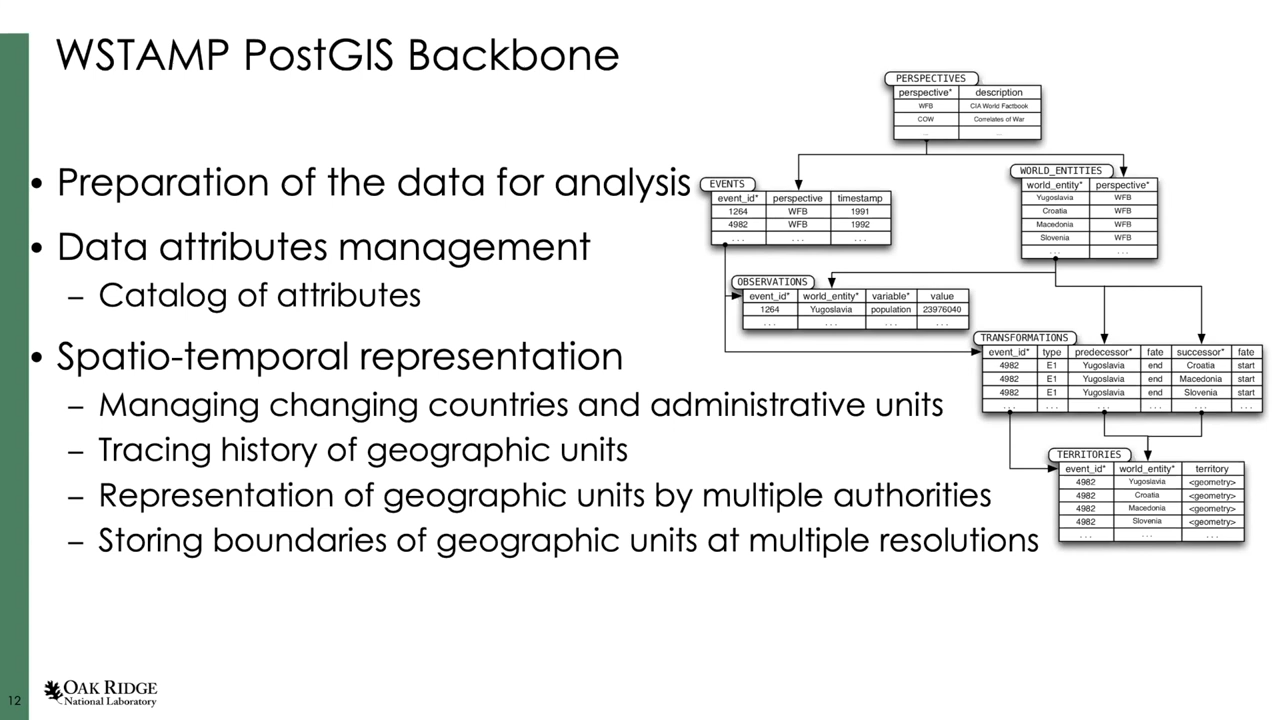 WSTAMP PostGIS Backbone
• Preparation of the data for analysis
• Data attributes management
– Catalog of attributes
• Spatio-temporal representation
– Managing changing countries and administrative units
– Tracing history of geographic units
– Representation of geographic units by multiple authorities
– Storing boundaries of geographic units at multiple resolutions
PERSPECTIVES
perspective* description
WFB CIA World Factbook
COW Correlates of War
... ...
EVENTS
event_id* perspective timestamp
1264 WFB 1991
4982 WFB 1992
... ... ...
WORLD_ENTITIES
world_entity* perspective*
Yugoslavia WFB
Croatia WFB
Macedonia WFB
Slovenia WFB
... ...
OBSERVATIONS
event_id* world_entity* variable* value
1264 Yugoslavia population 23976040
... ... ... ...
TRANSFORMATIONS
event_id* type predecessor* fate successor* fate
4982 E1 Yugoslavia end Croatia start
4982 E1 Yugoslavia end Macedonia start
4982 E1 Yugoslavia end Slovenia start
... ... ... ... ... ...
TERRITORIES
event_id* world_entity* territory
4982 Yugoslavia <geometry>
4982 Croatia <geometry>
4982 Macedonia <geometry>
4982 Slovenia <geometry>
... ... ...
12
OAK RIDGE
National Laboratory